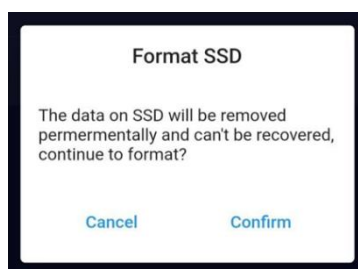 Format SSD
The data on SSD will be removed
permermentally and can't be recovered,
continue to format?
Cancel Confirm